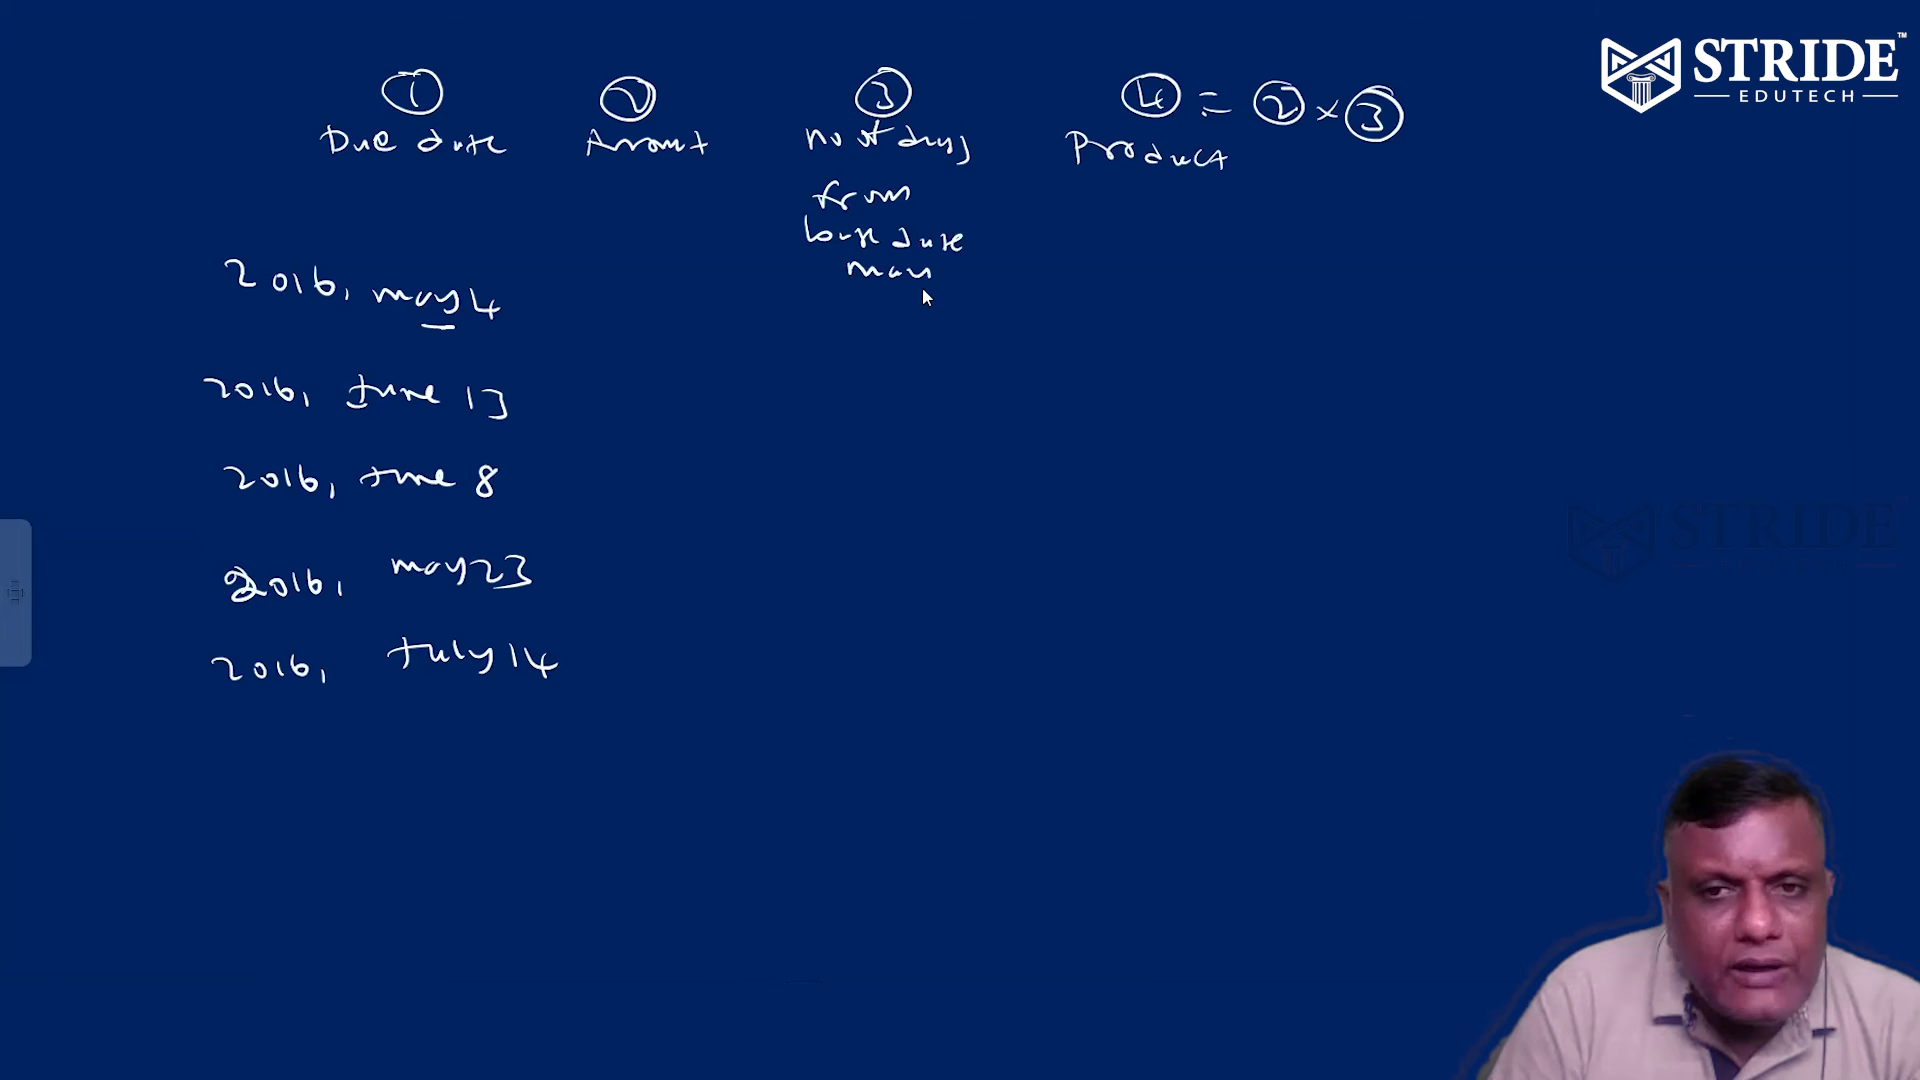 STRIDE™
EDUTECH
① ② ③ ④ = ② × ③
Due date Amount no of days Product
from
base date
may
2016, may 4
2016, June 13
2016, June 8
2016, may 23
2016, July 14
STRIDE